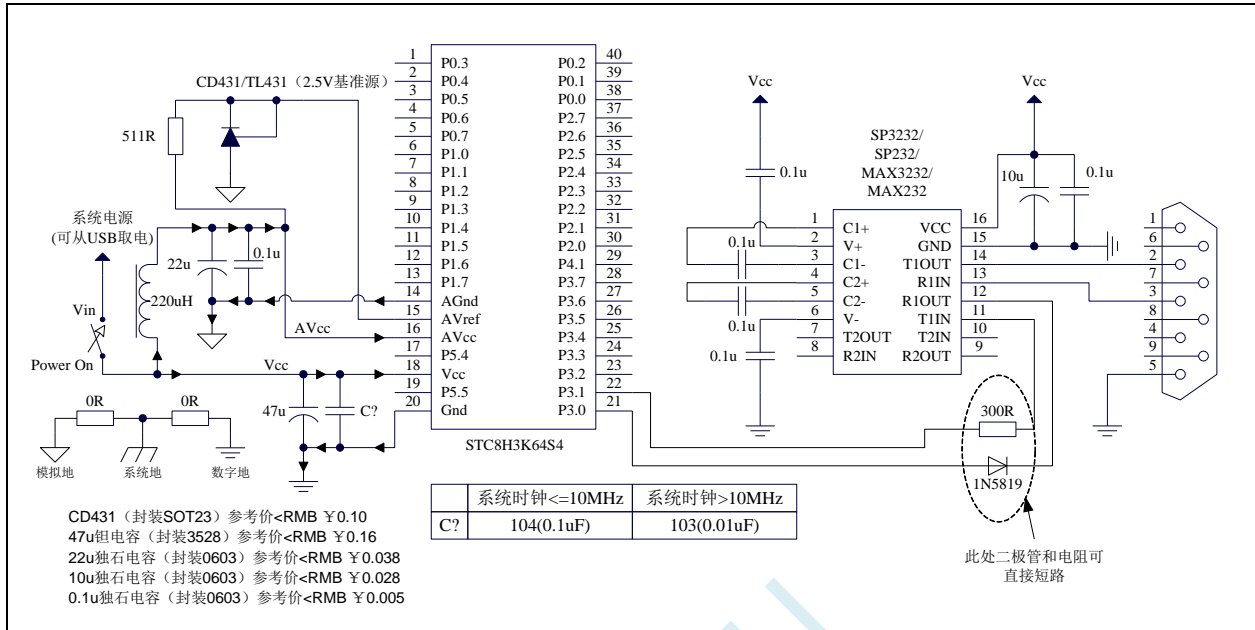 CD431/TL431（2.5V基准源）
511R
系统电源
(可从USB取电)
22u
0.1u
220uH
Vin
Power On
AVcc
Vcc
47u
C?
0R
0R
模拟地
系统地
数字地
1 P0.3
2 P0.4
3 P0.5
4 P0.6
5 P0.7
6 P1.0
7 P1.1
8 P1.2
9 P1.3
10 P1.4
11 P1.5
12 P1.6
13 P1.7
14 AGnd
15 AVref
16 AVcc
17 P5.4
18 Vcc
19 P5.5
20 Gnd
P0.2 40
P0.1 39
P0.0 38
P2.7 37
P2.6 36
P2.5 35
P2.4 34
P2.3 33
P2.2 32
P2.1 31
P2.0 30
P4.1 29
P3.7 28
P3.6 27
P3.5 26
P3.4 25
P3.3 24
P3.2 23
P3.1 22
P3.0 21
STC8H3K64S4
Vcc
0.1u
0.1u
0.1u
0.1u
SP3232/
SP232/
MAX3232/
MAX232
1 C1+
2 V+
3 C1-
4 C2+
5 C2-
6 V-
7 T2OUT
8 R2IN
VCC 16
GND 15
T1OUT 14
R1IN 13
R1OUT 12
T1IN 11
T2IN 10
R2OUT 9
Vcc
10u
0.1u
1
6
2
7
3
8
4
9
5
300R
1N5819
此处二极管和电阻可
直接短路
系统时钟<=10MHz 系统时钟>10MHz
C? 104(0.1uF) 103(0.01uF)
CD431（封装SOT23）参考价<RMB ￥0.10
47u钽电容（封装3528）参考价<RMB ￥0.16
22u独石电容（封装0603）参考价<RMB ￥0.038
10u独石电容（封装0603）参考价<RMB ￥0.028
0.1u独石电容（封装0603）参考价<RMB ￥0.005